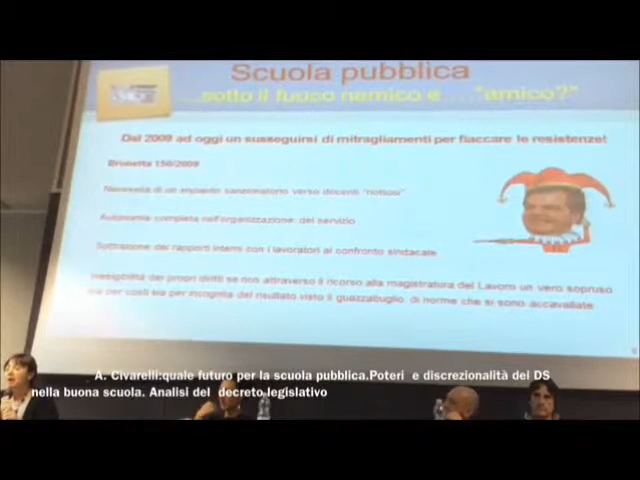 Scuola pubblica
...sotto il fuoco nemico e ...."amico?"
Dal 2009 ad oggi un susseguirsi di mitragliamenti per fiaccare le resistenze!
Brunetta 150/2009
Necessità di un impianto sanzionatorio verso docenti "noiosi"
Autonomia completa nell'organizzazione del servizio
Sottrazione dei rapporti interni con i lavoratori al confronto sindacale
Inesigibilità dei propri diritti se non attraverso il ricorso alla magistratura del Lavoro un vero sopruso
sia per costi sia per incognita del risultato visto il guazzabuglio di norme che si sono accavallate.
A. Civarelli:quale futuro per la scuola pubblica.Poteri e discrezionalità dei DS
nella buona scuola. Analisi del decreto legislativo